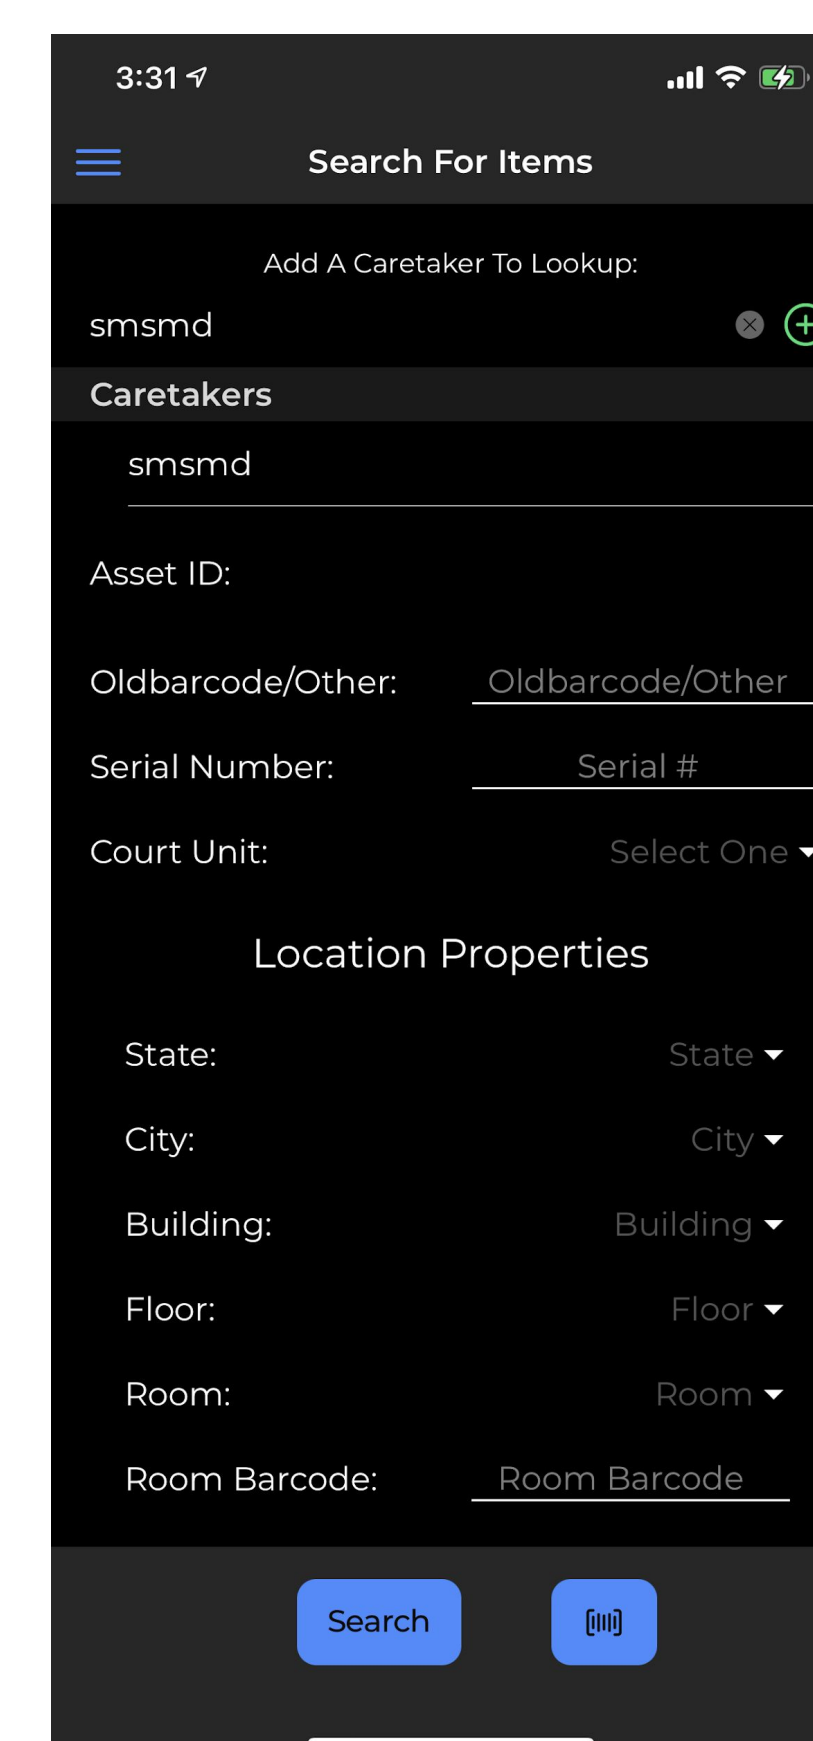 3:31
Search For Items
Add A Caretaker To Lookup:
smsmd
Caretakers
smsmd
Asset ID:
Oldbarcode/Other: Oldbarcode/Other
Serial Number: Serial #
Court Unit: Select One
Location Properties
State: State
City: City
Building: Building
Floor: Floor
Room: Room
Room Barcode: Room Barcode
Search